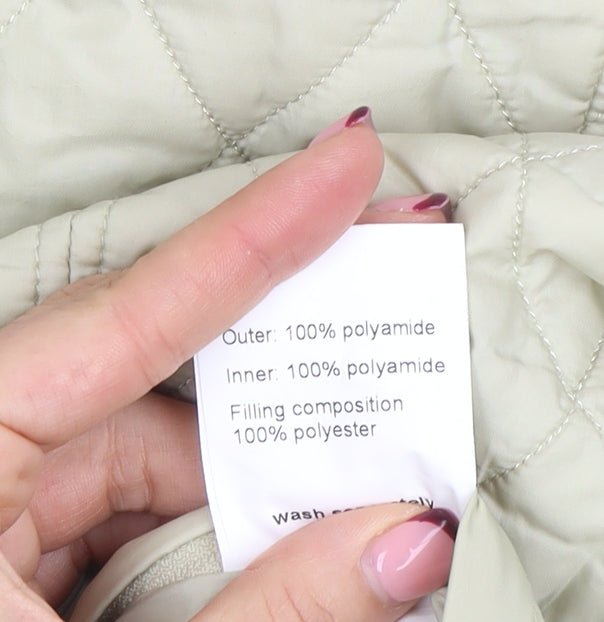 Outer: 100% polyamide
Inner: 100% polyamide
Filling composition
100% polyester
Wash